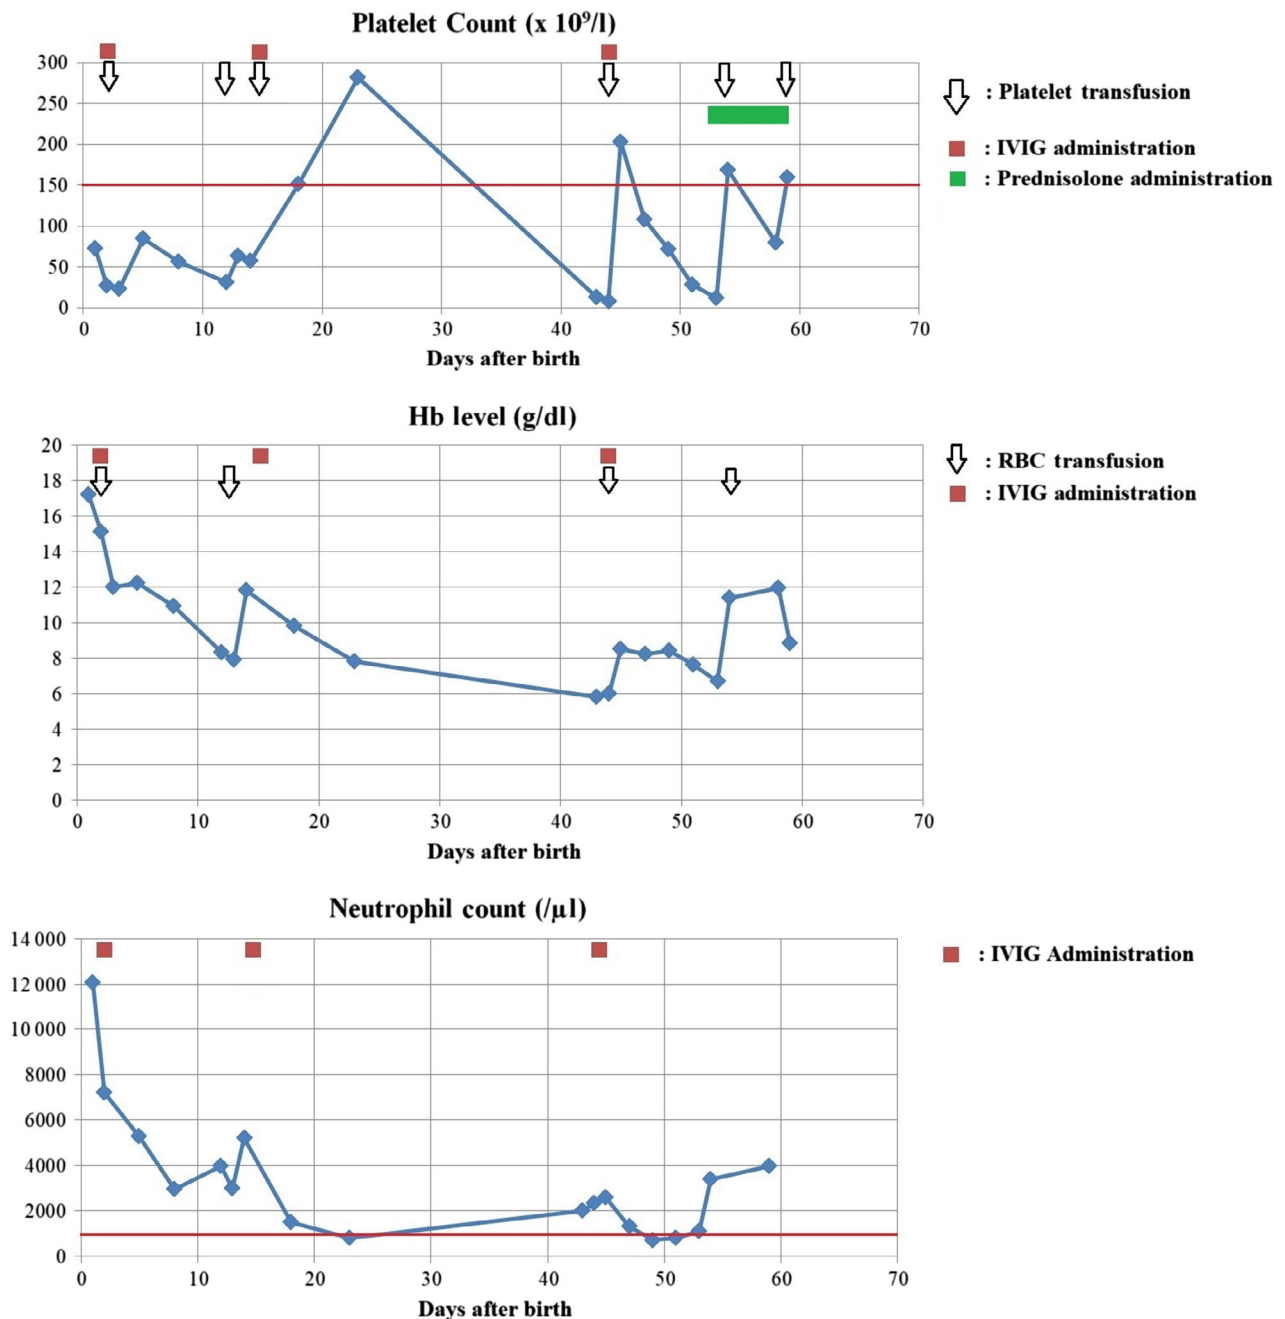 Platelet Count (x 10⁹/l)
300
250
200
150
100
50
0
0 10 20 30 40 50 60 70
Days after birth
: Platelet transfusion
: IVIG administration
: Prednisolone administration
Hb level (g/dl)
20
18
16
14
12
10
8
6
4
2
0
0 10 20 30 40 50 60 70
Days after birth
: RBC transfusion
: IVIG administration
Neutrophil count (/µl)
14 000
12 000
10 000
8000
6000
4000
2000
0
0 10 20 30 40 50 60 70
Days after birth
: IVIG Administration